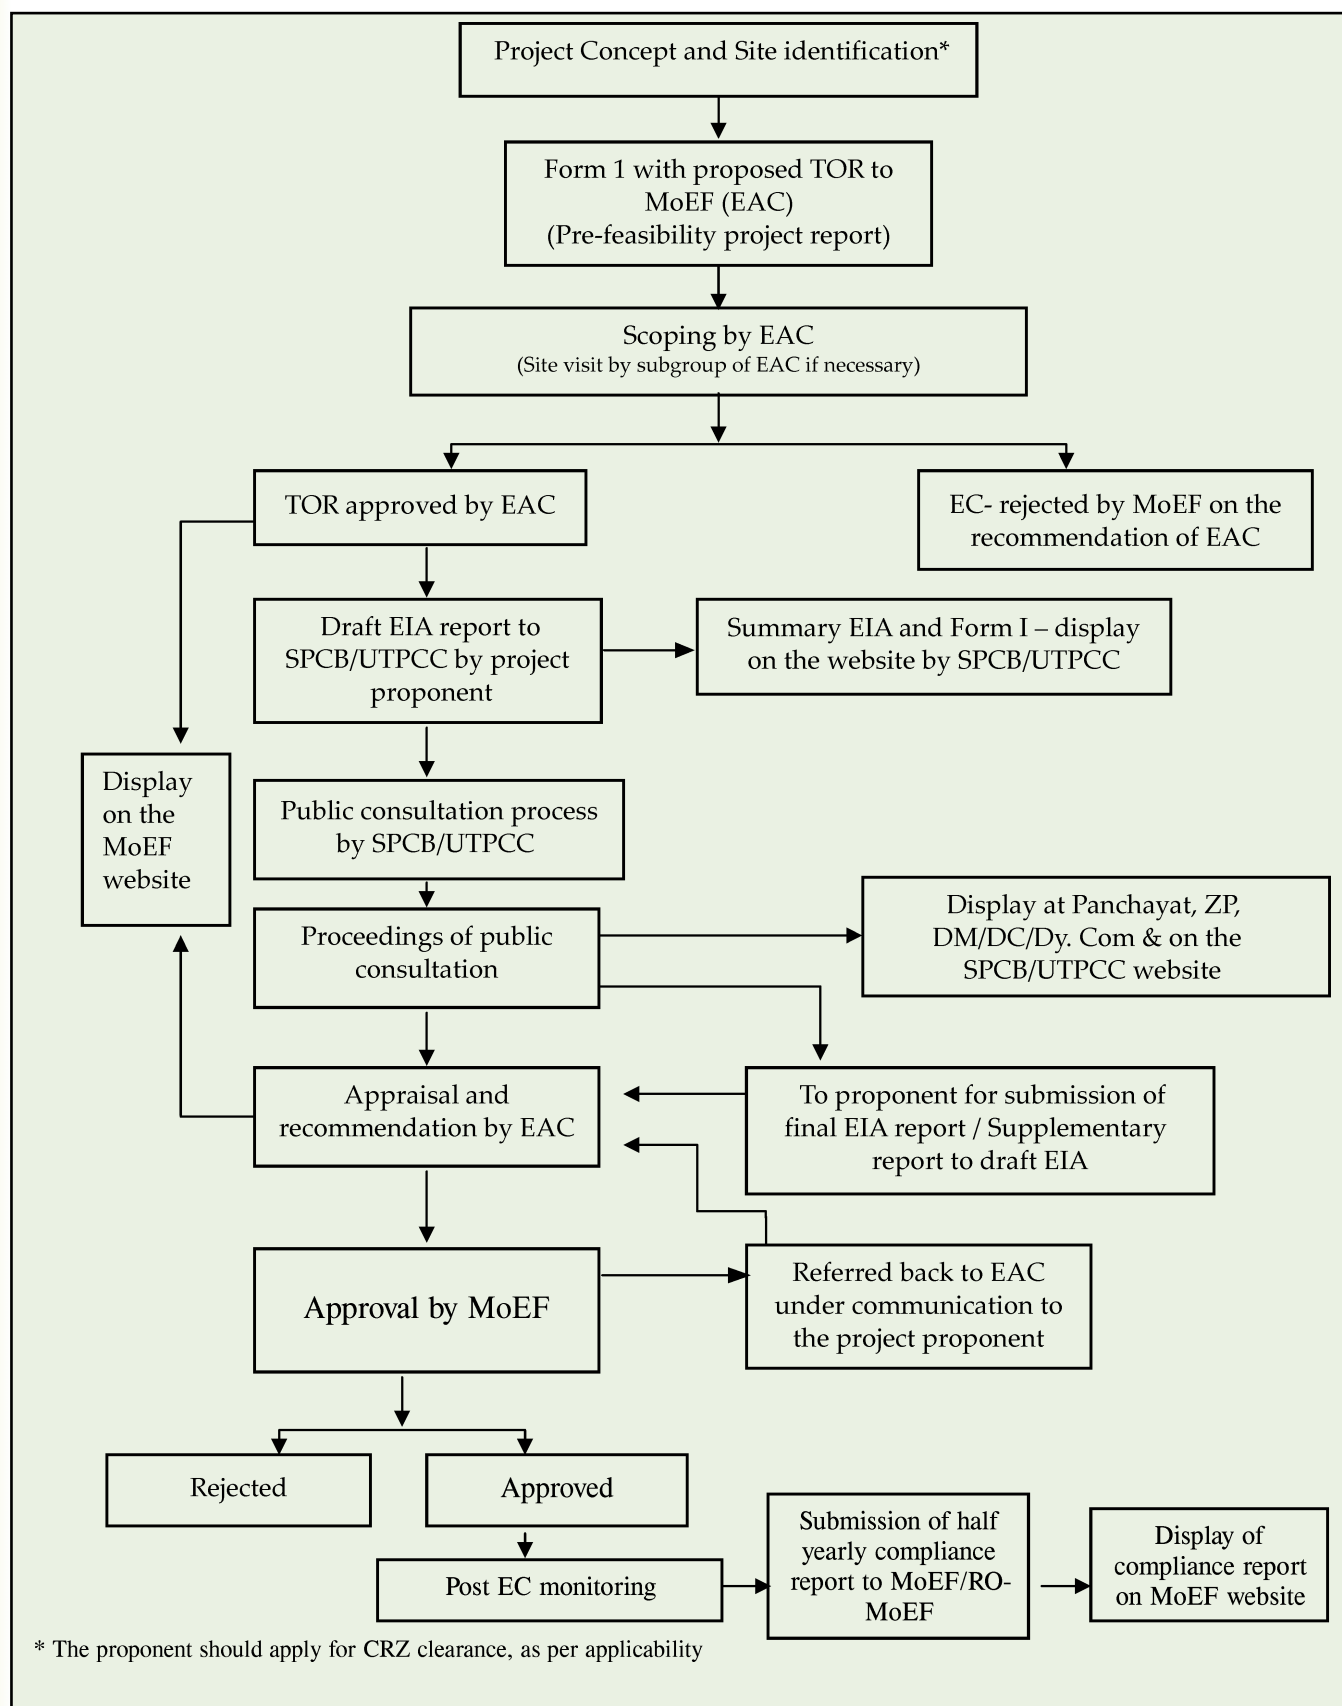 Project Concept and Site identification*
Form 1 with proposed TOR to
MoEF (EAC)
(Pre-feasibility project report)
Scoping by EAC
(Site visit by subgroup of EAC if necessary)
TOR approved by EAC
EC- rejected by MoEF on the
recommendation of EAC
Draft EIA report to
SPCB/UTPCC by project
proponent
Summary EIA and Form I – display
on the website by SPCB/UTPCC
Display
on the
MoEF
website
Public consultation process
by SPCB/UTPCC
Proceedings of public
consultation
Display at Panchayat, ZP,
DM/DC/Dy. Com & on the
SPCB/UTPCC website
Appraisal and
recommendation by EAC
To proponent for submission of
final EIA report / Supplementary
report to draft EIA
Approval by MoEF
Referred back to EAC
under communication to
the project proponent
Rejected
Approved
Post EC monitoring
Submission of half
yearly compliance
report to MoEF/RO-
MoEF
Display of
compliance report
on MoEF website
* The proponent should apply for CRZ clearance, as per applicability